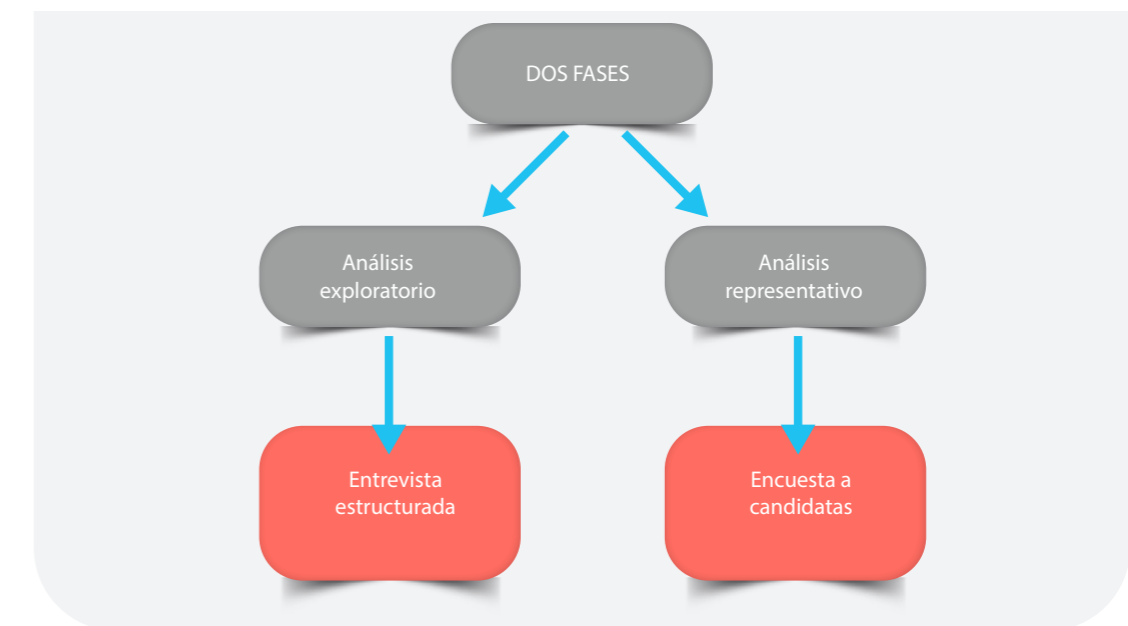 DOS FASES
Análisis
exploratorio
Análisis
representativo
Entrevista
estructurada
Encuesta a
candidatas